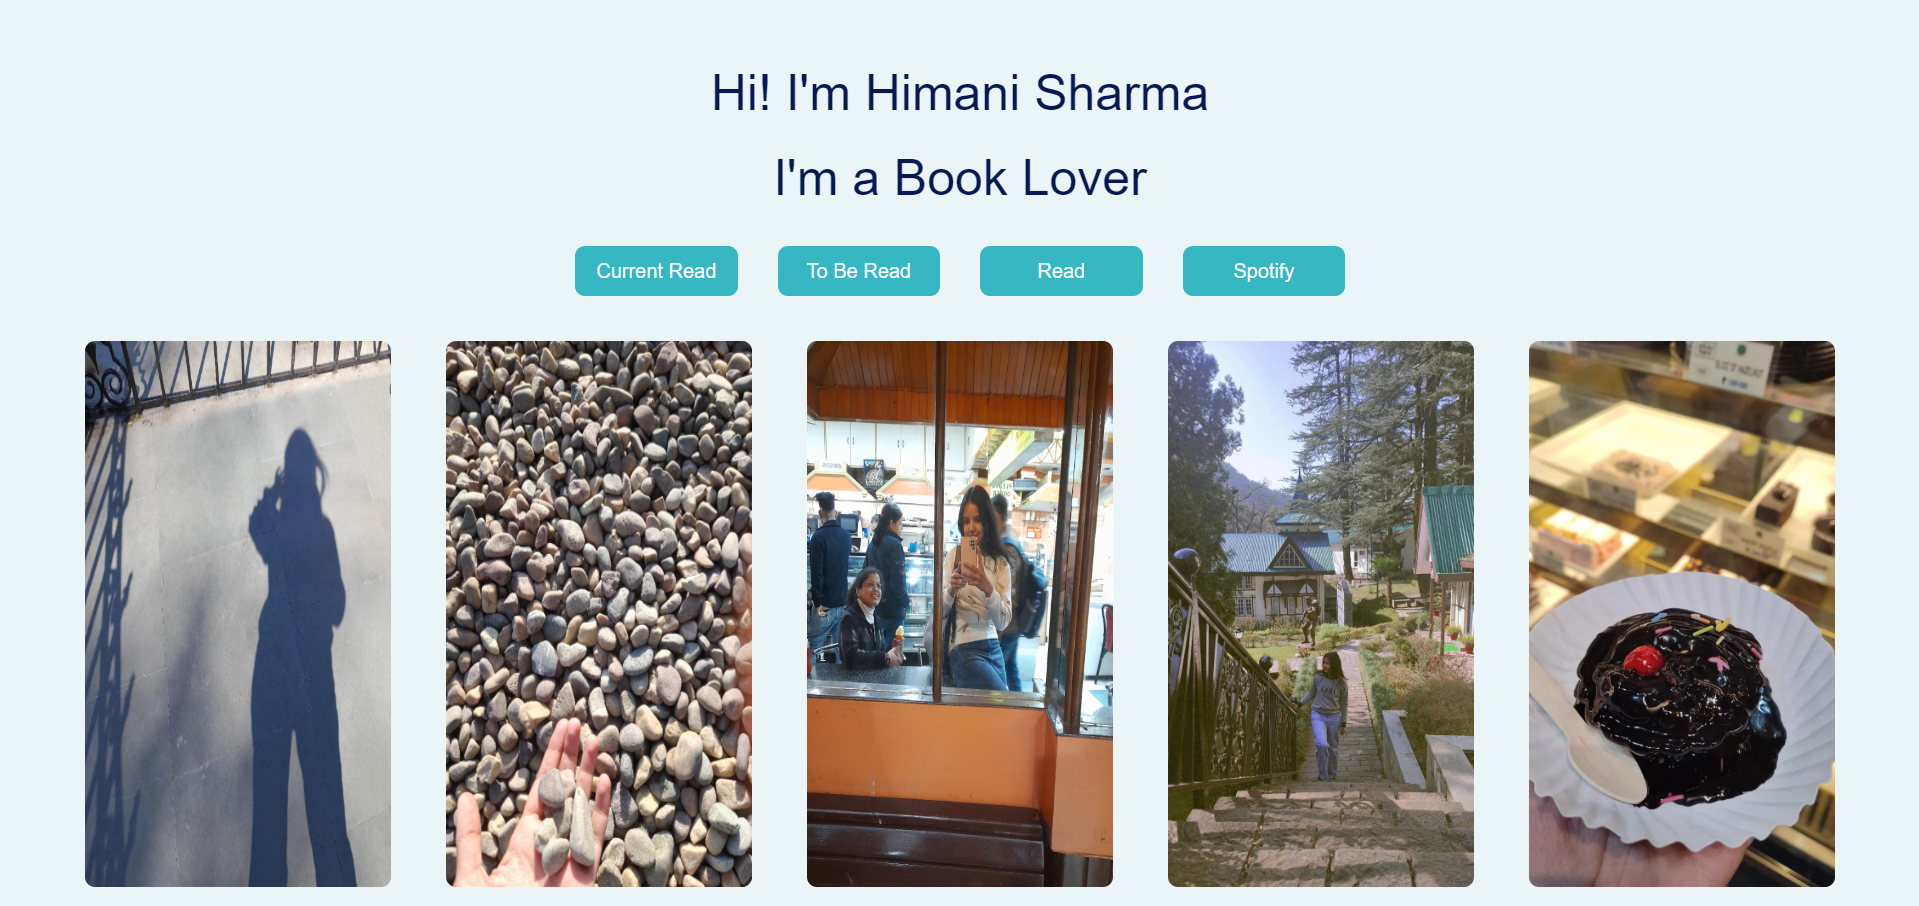 Hi! I'm Himani Sharma
I'm a Book Lover
Current Read
To Be Read
Read
Spotify